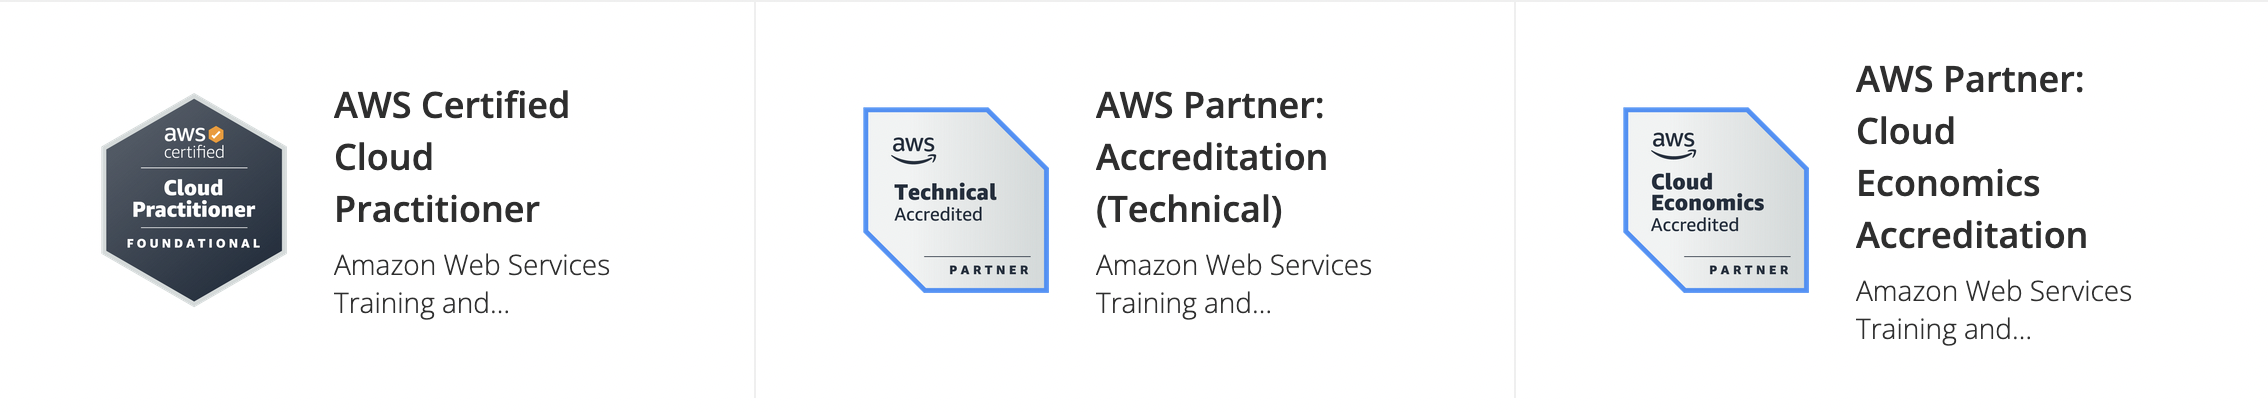 aws
certified
Cloud
Practitioner
FOUNDATIONAL
AWS Certified
Cloud
Practitioner
Amazon Web Services
Training and...
aws
Technical
Accredited
PARTNER
AWS Partner:
Accreditation
(Technical)
Amazon Web Services
Training and...
aws
Cloud
Economics
Accredited
PARTNER
AWS Partner:
Cloud
Economics
Accreditation
Amazon Web Services
Training and...